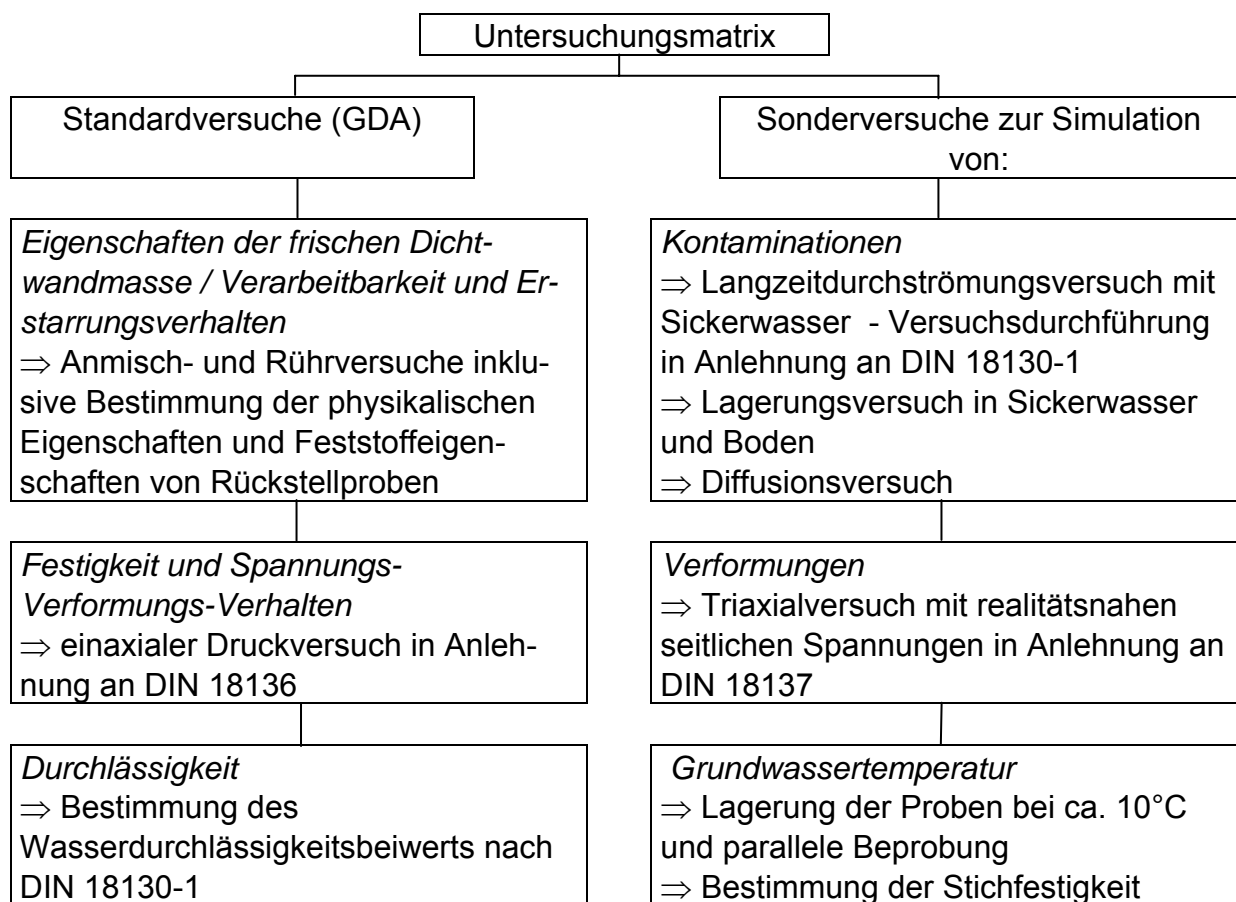 Untersuchungsmatrix
Standardversuche (GDA)
Eigenschaften der frischen Dicht-
wandmasse / Verarbeitbarkeit und Er-
starrungsverhalten
⇒ Anmisch- und Rührversuche inklu-
sive Bestimmung der physikalischen
Eigenschaften und Feststoffeigen-
schaften von Rückstellproben
Festigkeit und Spannungs-
Verformungs-Verhalten
⇒ einaxialer Druckversuch in Anleh-
nung an DIN 18136
Durchlässigkeit
⇒ Bestimmung des
Wasserdurchlässigkeitsbeiwerts nach
DIN 18130-1
Sonderversuche zur Simulation
von:
Kontaminationen
⇒ Langzeitdurchströmungsversuch mit
Sickerwasser - Versuchsdurchführung
in Anlehnung an DIN 18130-1
⇒ Lagerungsversuch in Sickerwasser
und Boden
⇒ Diffusionsversuch
Verformungen
⇒ Triaxialversuch mit realitätsnahen
seitlichen Spannungen in Anlehnung an
DIN 18137
Grundwassertemperatur
⇒ Lagerung der Proben bei ca. 10°C
und parallele Beprobung
⇒ Bestimmung der Stichfestigkeit